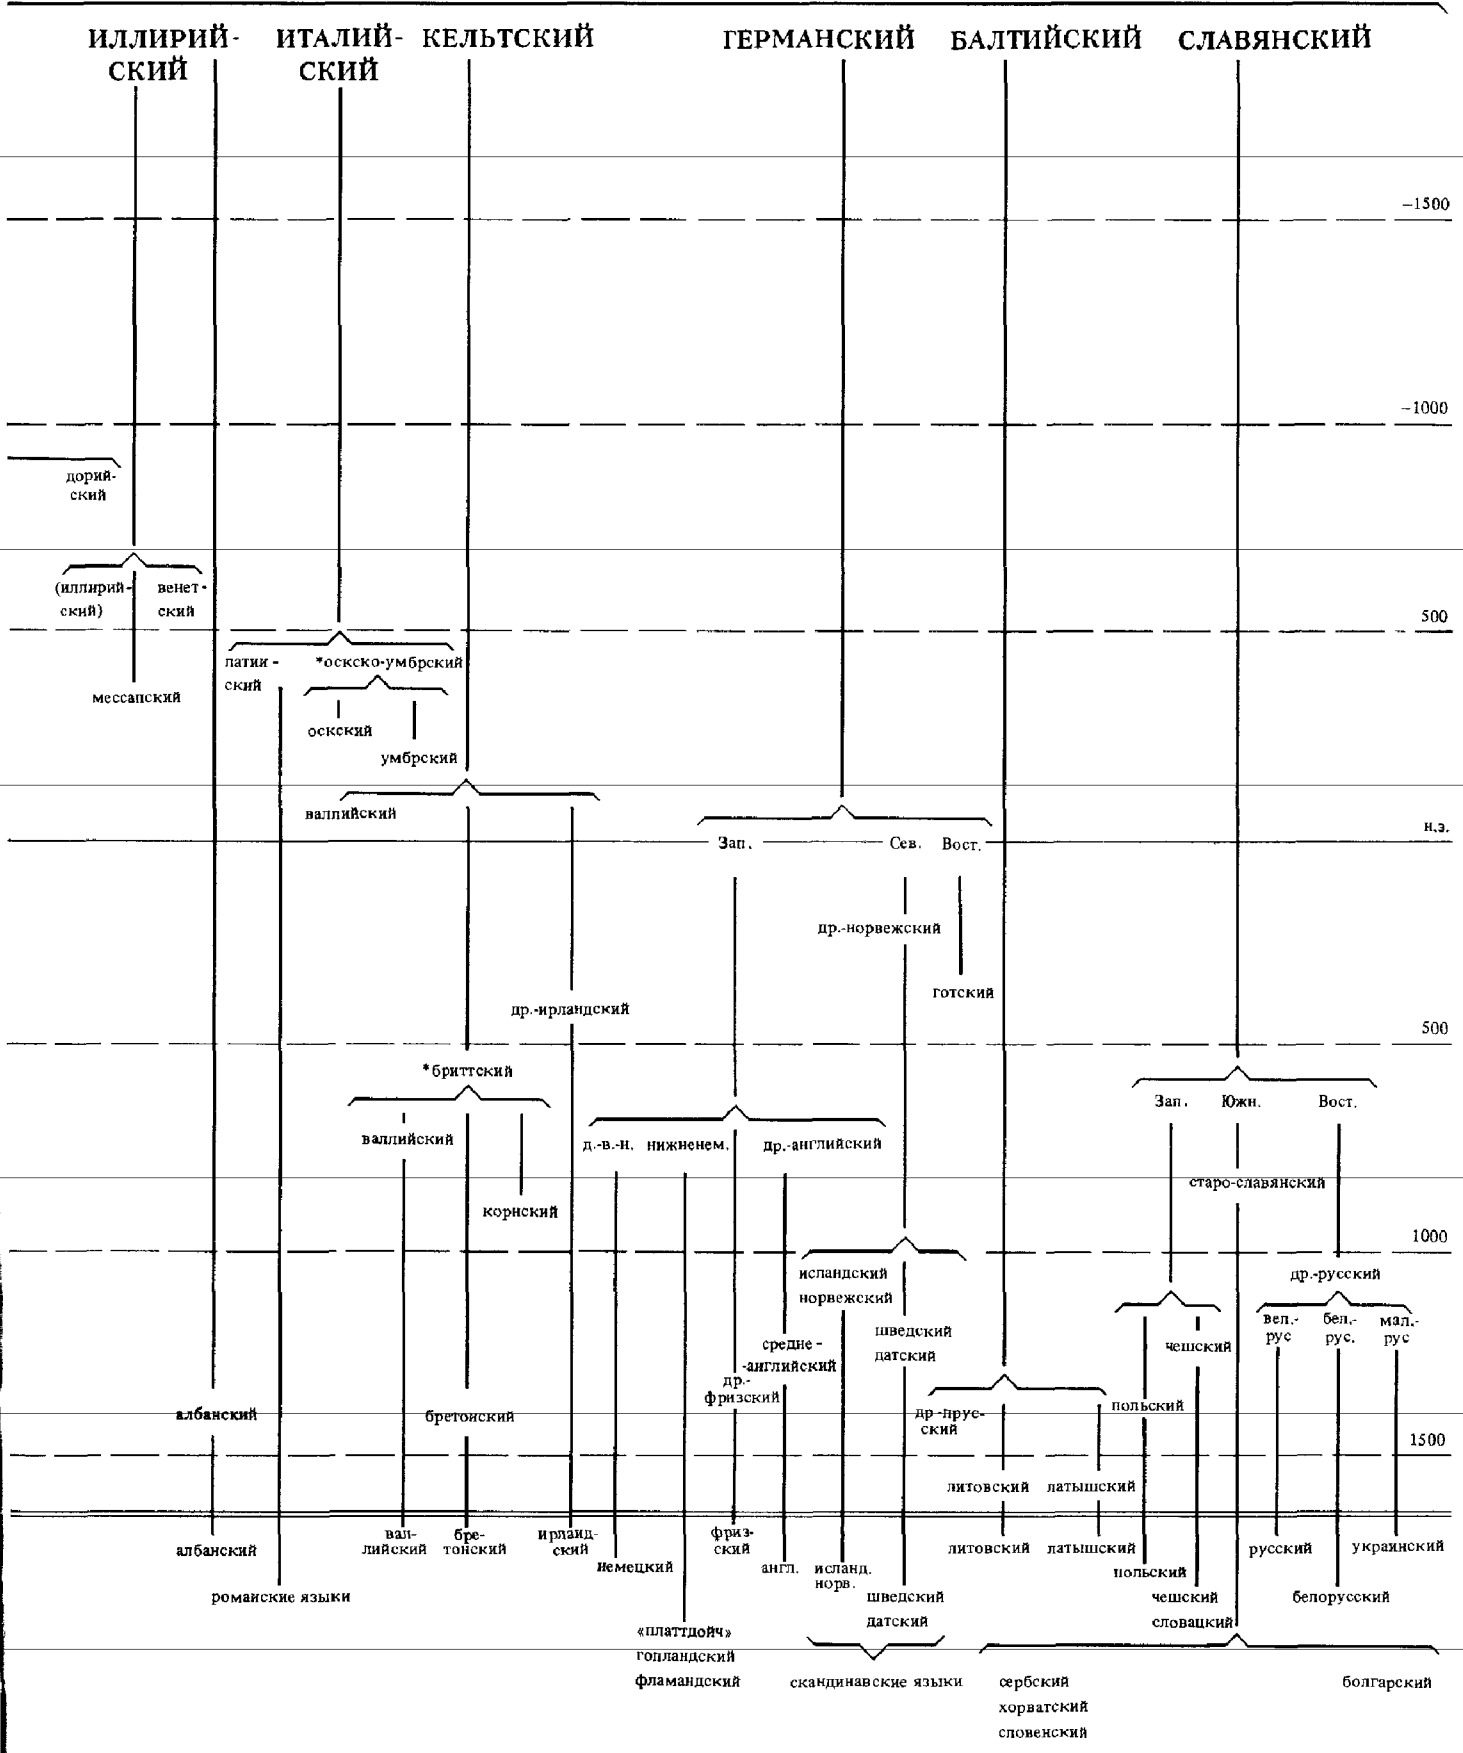 ИЛЛИРИЙ- ИТАЛИЙ- КЕЛЬТСКИЙ ГЕРМАНСКИЙ БАЛТИЙСКИЙ СЛАВЯНСКИЙ
СКИЙ СКИЙ
–1500
–1000
дорий-
ский
(иллирий- венет-
ский) ский
500
латин- *оскско-умбрский
ский
мессапский
оскский
умбрский
валлийский
н.э.
Зап. Сев. Вост.
др.-норвежский
готский
др.-ирландский
500
*бриттский
Зап. Южн. Вост.
валлийский д.-в.-н. нижненем. др.-английский
старо-славянский
корнский
1000
исландский др.-русский
норвежский
вел.- бел.- мал.-
рус рус. рус
шведский
средне- чешский
датский
-английский
др.-
фризский
польский
албанский бретонский др-прус-
ский
1500
литовский латышский
вал- бре- ирланд- фриз-
лийский тонский ский ский
албанский литовский латышский русский украинский
немецкий англ. исланд. польский
норв.
романские языки шведский чешский белорусский
датский словацкий
«платтдойч»
голландский
фламандский скандинавские языки сербский болгарский
хорватский
словенский